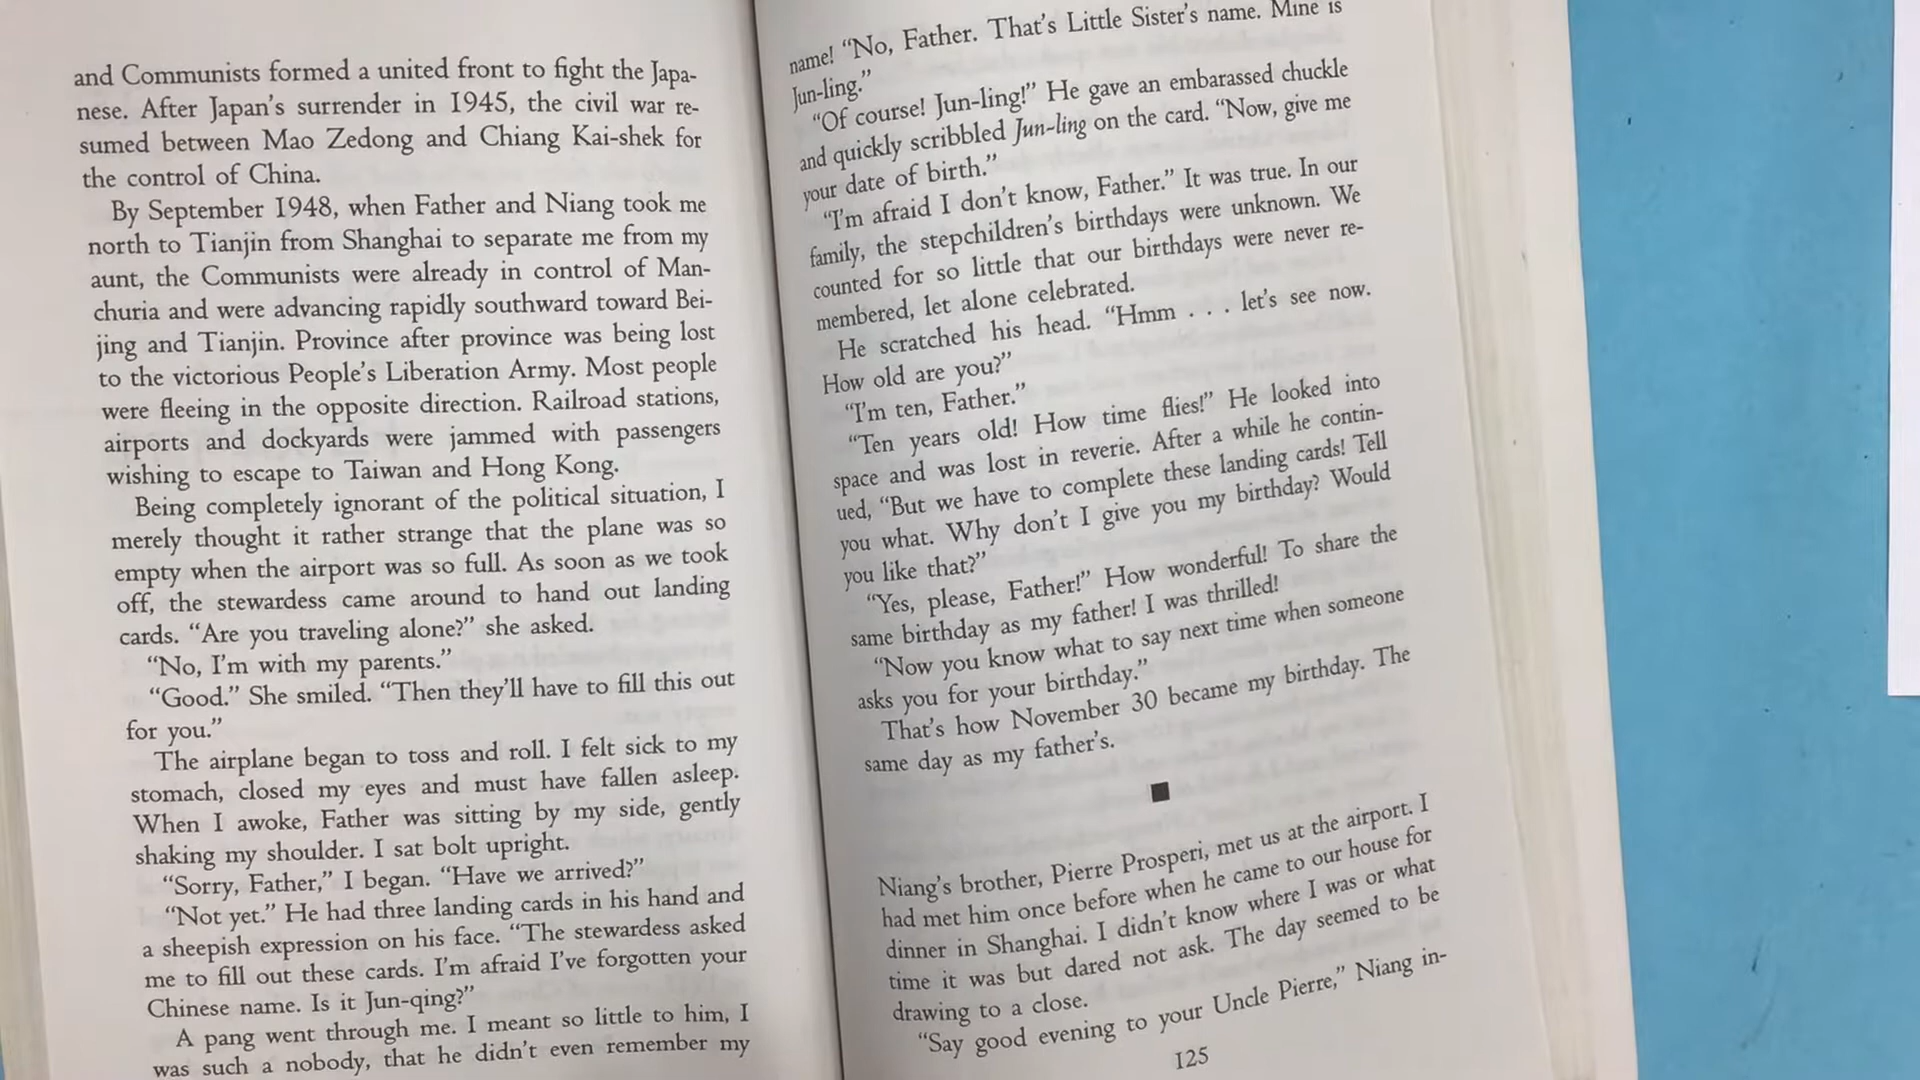 and Communists formed a united front to fight the Japa-
nese. After Japan's surrender in 1945, the civil war re-
sumed between Mao Zedong and Chiang Kai-shek for
the control of China.
By September 1948, when Father and Niang took me
north to Tianjin from Shanghai to separate me from my
aunt, the Communists were already in control of Man-
churia and were advancing rapidly southward toward Bei-
jing and Tianjin. Province after province was being lost
to the victorious People's Liberation Army. Most people
were fleeing in the opposite direction. Railroad stations,
airports and dockyards were jammed with passengers
wishing to escape to Taiwan and Hong Kong.
Being completely ignorant of the political situation, I
merely thought it rather strange that the plane was so
empty when the airport was so full. As soon as we took
off, the stewardess came around to hand out landing
cards. “Are you traveling alone?” she asked.
“No, I'm with my parents.”
“Good.” She smiled. “Then they'll have to fill this out
for you.”
The airplane began to toss and roll. I felt sick to my
stomach, closed my eyes and must have fallen asleep.
When I awoke, Father was sitting by my side, gently
shaking my shoulder. I sat bolt upright.
“Sorry, Father,” I began. “Have we arrived?”
“Not yet.” He had three landing cards in his hand and
a sheepish expression on his face. “The stewardess asked
me to fill out these cards. I'm afraid I've forgotten your
Chinese name. Is it Jun-qing?”
A pang went through me. I meant so little to him, I
was such a nobody, that he didn't even remember my
name! “No, Father. That's Little Sister's name. Mine is
Jun-ling.”
“Of course! Jun-ling!” He gave an embarassed chuckle
and quickly scribbled Jun-ling on the card. “Now, give me
your date of birth.”
“I'm afraid I don't know, Father.” It was true. In our
family, the stepchildren's birthdays were unknown. We
counted for so little that our birthdays were never re-
membered, let alone celebrated.
He scratched his head. “Hmm . . . let's see now.
How old are you?”
“I'm ten, Father.”
“Ten years old! How time flies!” He looked into
space and was lost in reverie. After a while he contin-
ued, “But we have to complete these landing cards! Tell
you what. Why don't I give you my birthday? Would
you like that?”
“Yes, please, Father!” How wonderful! To share the
same birthday as my father! I was thrilled!
“Now you know what to say next time when someone
asks you for your birthday.”
That's how November 30 became my birthday. The
same day as my father's.
Niang's brother, Pierre Prosperi, met us at the airport. I
had met him once before when he came to our house for
dinner in Shanghai. I didn't know where I was or what
time it was but dared not ask. The day seemed to be
drawing to a close.
“Say good evening to your Uncle Pierre,” Niang in-
125